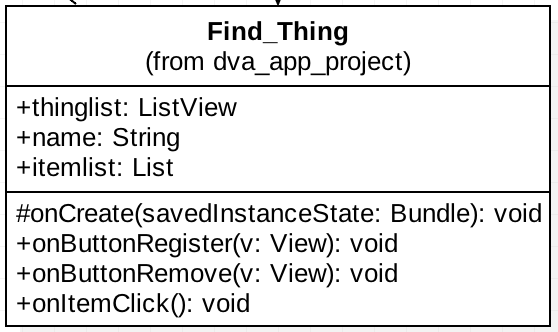 Find_Thing
(from dva_app_project)
+thinglist: ListView
+name: String
+itemlist: List
#onCreate(savedInstanceState: Bundle): void
+onButtonRegister(v: View): void
+onButtonRemove(v: View): void
+onItemClick(): void